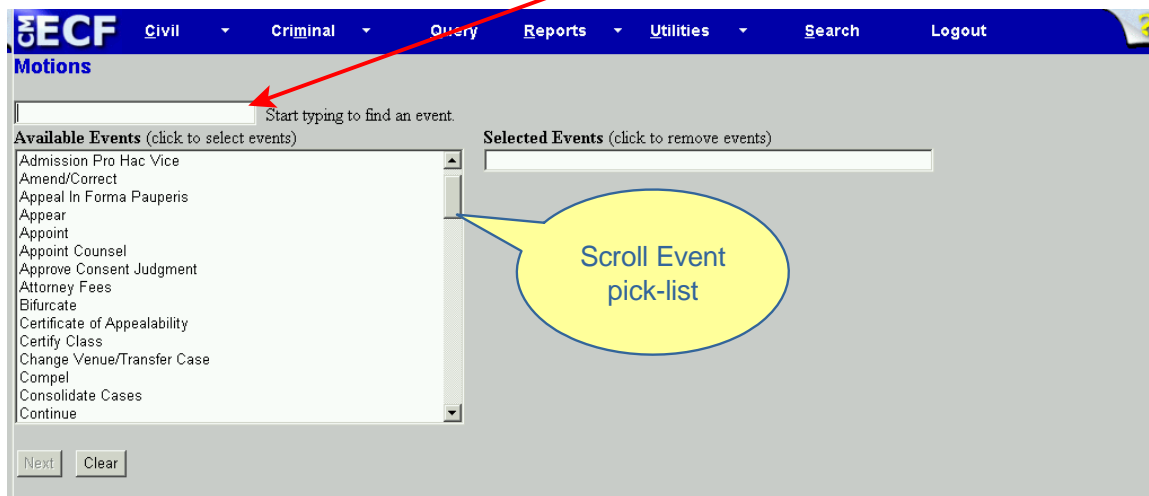 CM ECF Civil Criminal Query Reports Utilities Search Logout
Motions
Start typing to find an event.
Available Events (click to select events) Selected Events (click to remove events)
Admission Pro Hac Vice
Amend/Correct
Appeal In Forma Pauperis
Appear
Appoint
Appoint Counsel
Approve Consent Judgment
Attorney Fees
Bifurcate
Certificate of Appealability
Certify Class
Change Venue/Transfer Case
Compel
Consolidate Cases
Continue
Scroll Event
pick-list
Next Clear